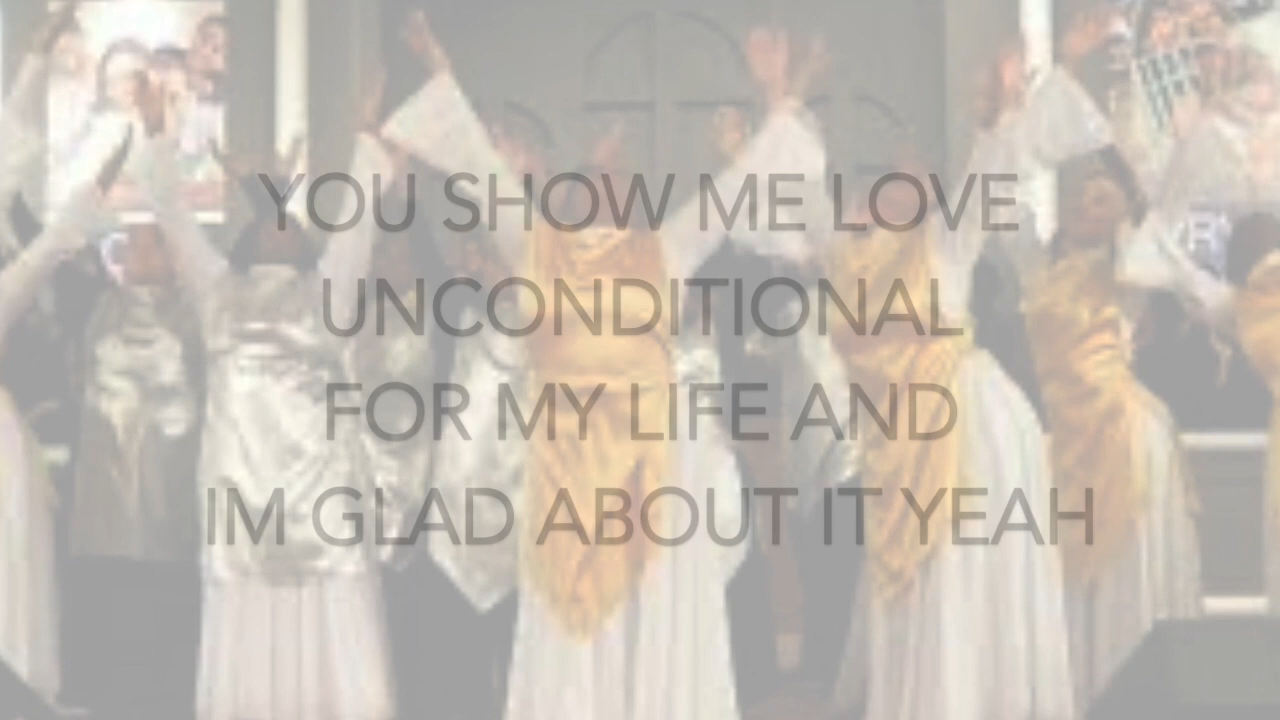 YOU SHOW ME LOVE
UNCONDITIONAL
FOR MY LIFE AND
IM GLAD ABOUT IT YEAH